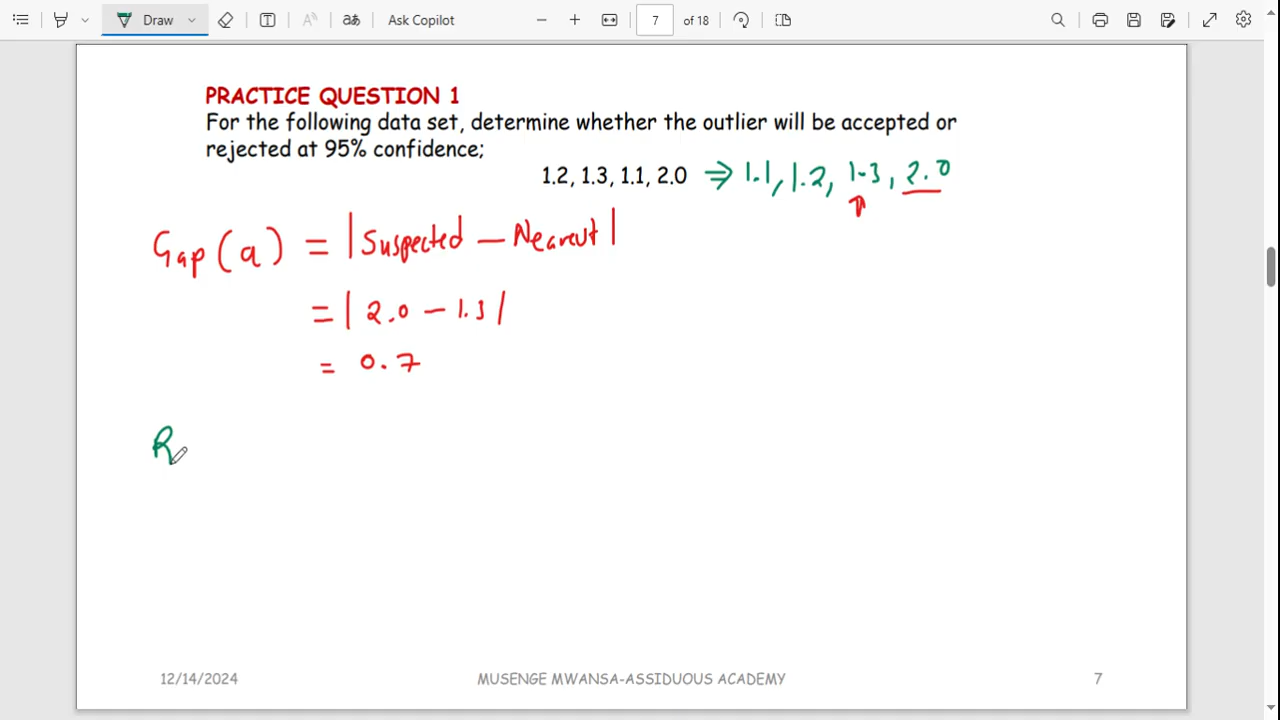 Draw aあ Ask Copilot 7 of 18
PRACTICE QUESTION 1
For the following data set, determine whether the outlier will be accepted or
rejected at 95% confidence;
1.2, 1.3, 1.1, 2.0 ⇒ 1.1, 1.2, 1.3, 2.0
Gap (a) = |Suspected — Nearest|
= | 2.0 — 1.3 |
= 0.7
R
12/14/2024 MUSENGE MWANSA-ASSIDUOUS ACADEMY 7